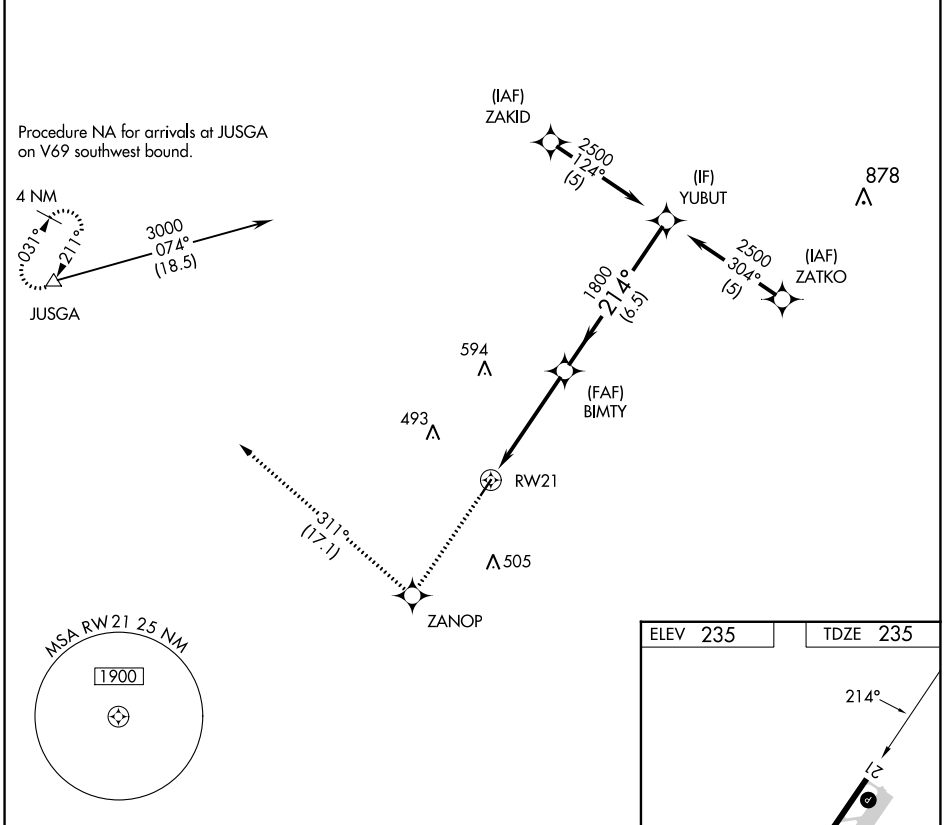 Procedure NA for arrivals at JUSGA
on V69 southwest bound.
(IAF)
ZAKID
2500
124°
(5)
(IF)
YUBUT
878
4 NM
031°
211°
JUSGA
3000
074°
(18.5)
2500
304°
(5)
(IAF)
ZATKO
1800
214°
(6.5)
594
(FAF)
BIMTY
493
RW21
311°
(17.1)
505
ZANOP
MSA RW21 25 NM
1900
ELEV 235
TDZE 235
214°
21
P